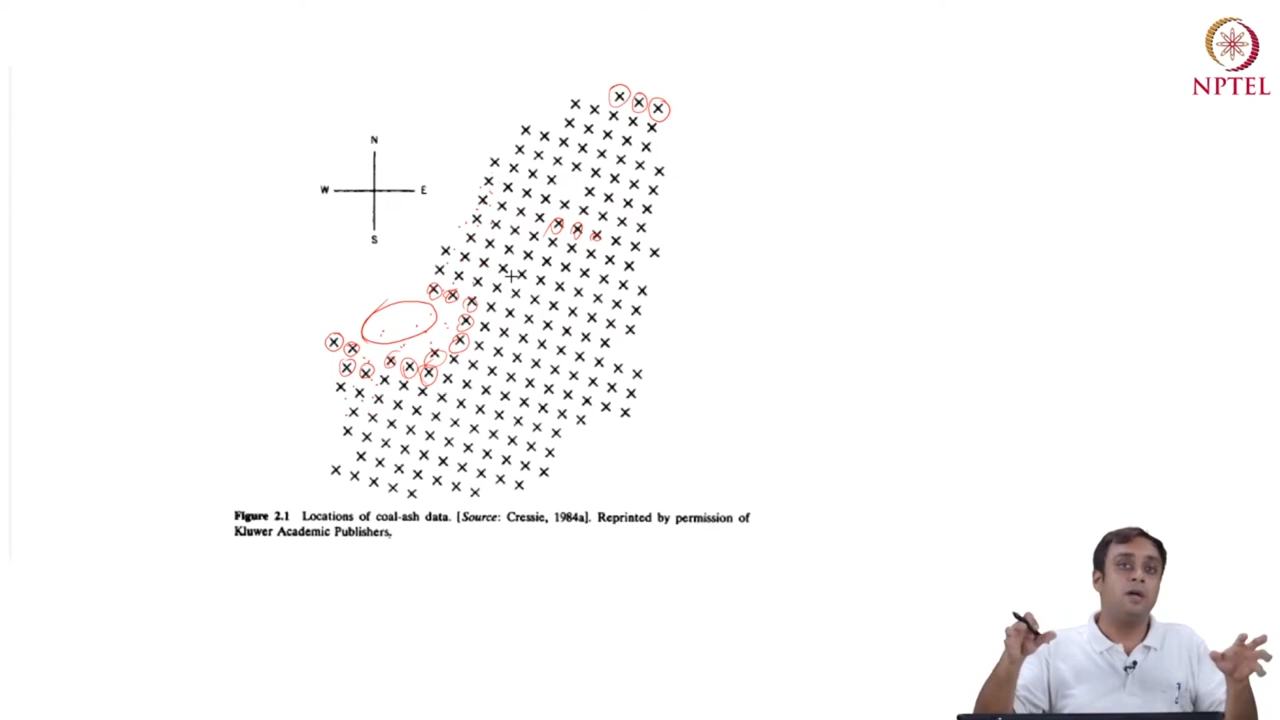 NPTEL
N
W E
S
Figure 2.1 Locations of coal-ash data. [Source: Cressie, 1984a]. Reprinted by permission of
Kluwer Academic Publishers.